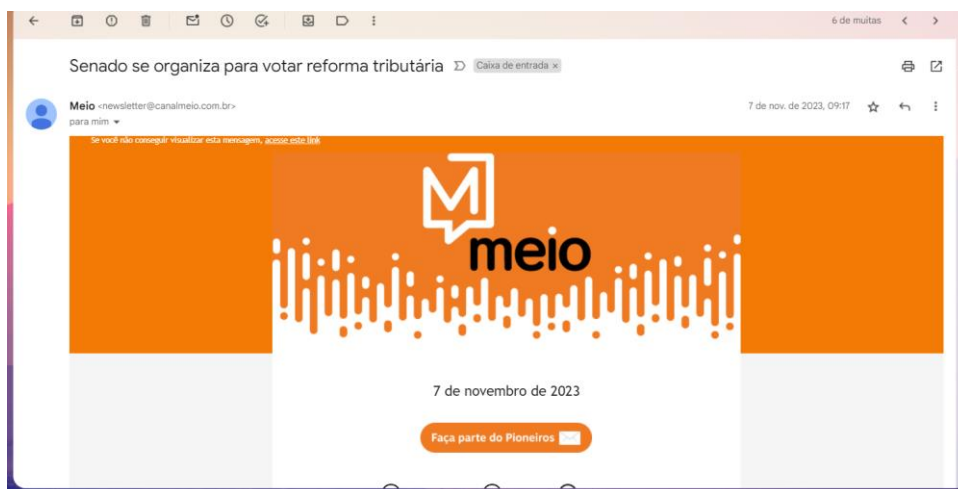 6 de muitas
Senado se organiza para votar reforma tributária Caixa de entrada ×
Meio <newsletter@canalmeio.com.br>
7 de nov. de 2023, 09:17
para mim
Se você não conseguir visualizar esta mensagem, acesse este link
M
meio
7 de novembro de 2023
Faça parte do Pioneiros